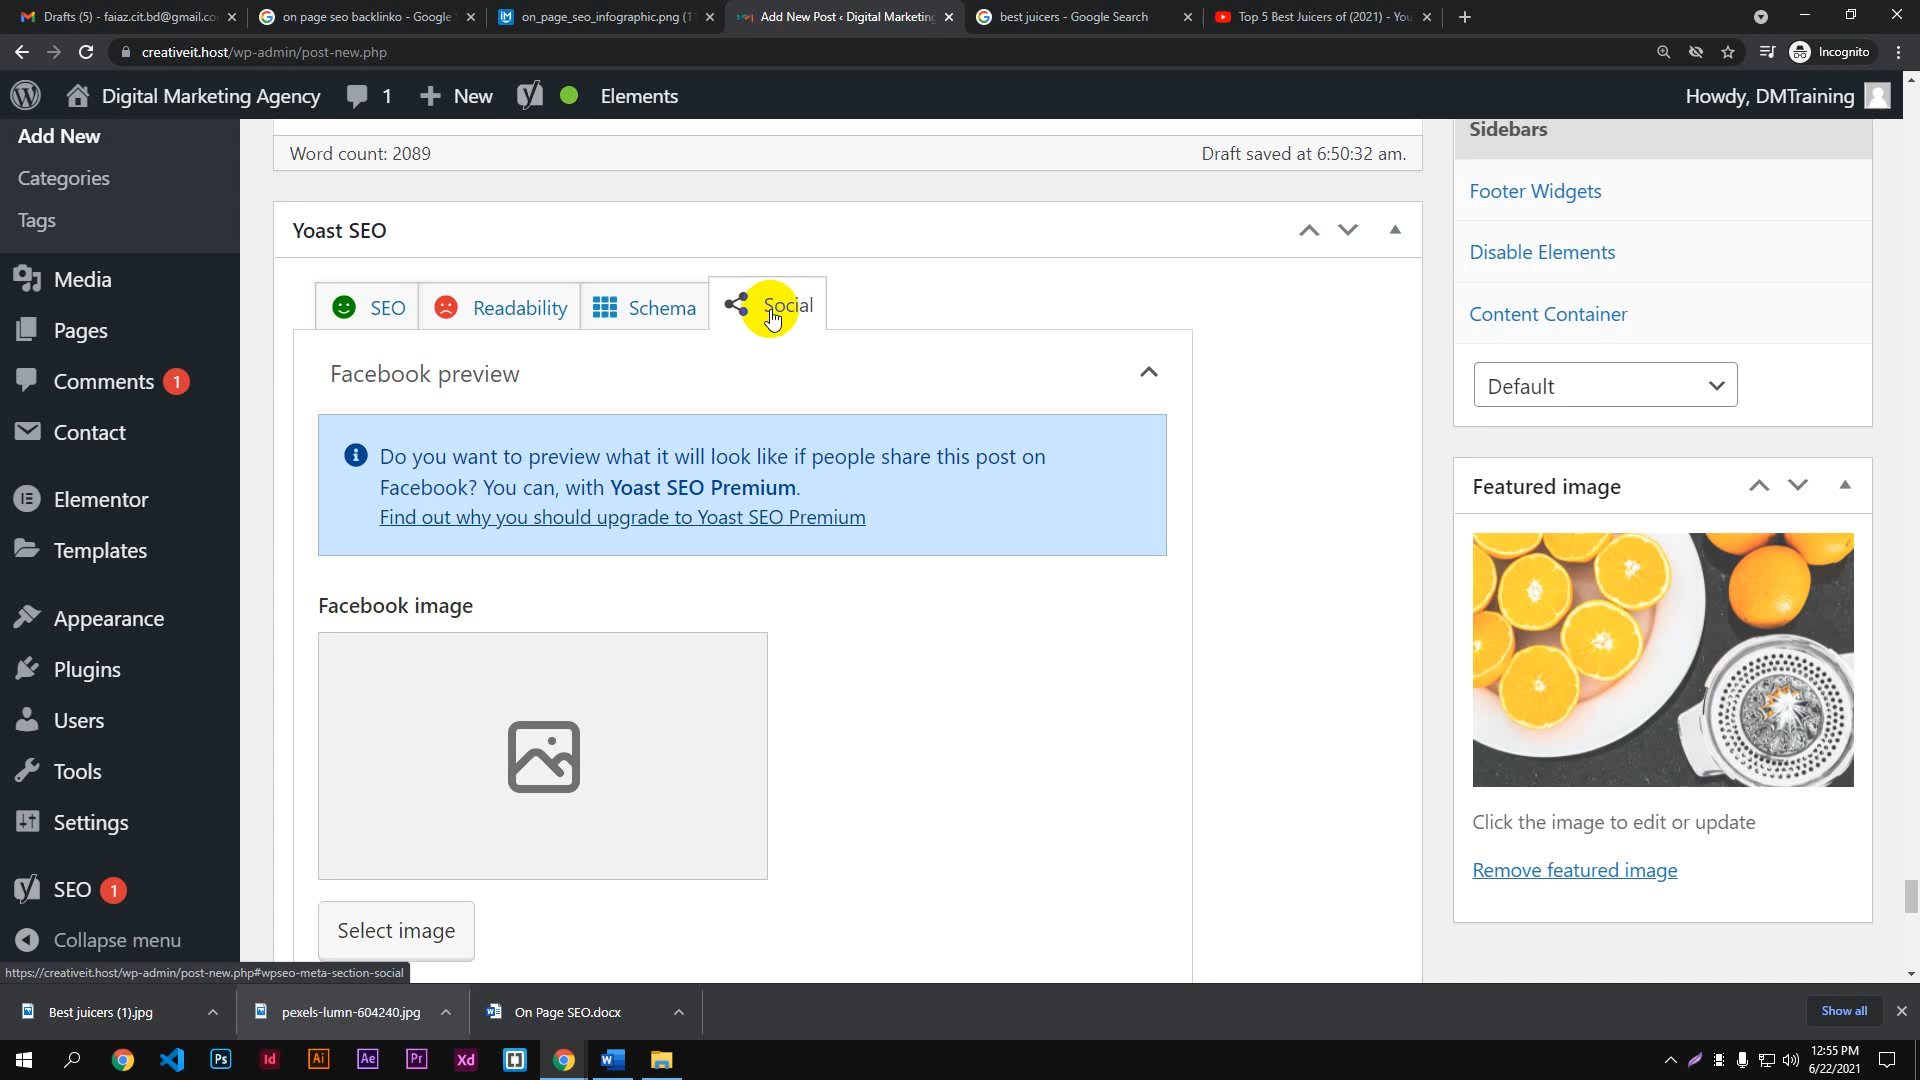 Drafts (5) - faiaz.cit.bd@gmail.co
on page seo backlinko - Google
on_page_seo_infographic.png (1
Add New Post ‹ Digital Marketing
best juicers - Google Search
Top 5 Best Juicers of (2021) - You
creativeit.host/wp-admin/post-new.php
Incognito
Digital Marketing Agency
1
New
Elements
Howdy, DMTraining
Add New
Categories
Tags
Media
Pages
Comments 1
Contact
Elementor
Templates
Appearance
Plugins
Users
Tools
Settings
SEO 1
Collapse menu
Word count: 2089
Draft saved at 6:50:32 am.
Yoast SEO
SEO
Readability
Schema
Social
Facebook preview
Do you want to preview what it will look like if people share this post on
Facebook? You can, with Yoast SEO Premium.
Find out why you should upgrade to Yoast SEO Premium
Facebook image
Select image
Sidebars
Footer Widgets
Disable Elements
Content Container
Default
Featured image
Click the image to edit or update
Remove featured image
https://creativeit.host/wp-admin/post-new.php#wpseo-meta-section-social
Best juicers (1).jpg
pexels-lumn-604240.jpg
On Page SEO.docx
Show all
Ps
Id
Ai
Ae
Pr
Xd
12:55 PM
6/22/2021